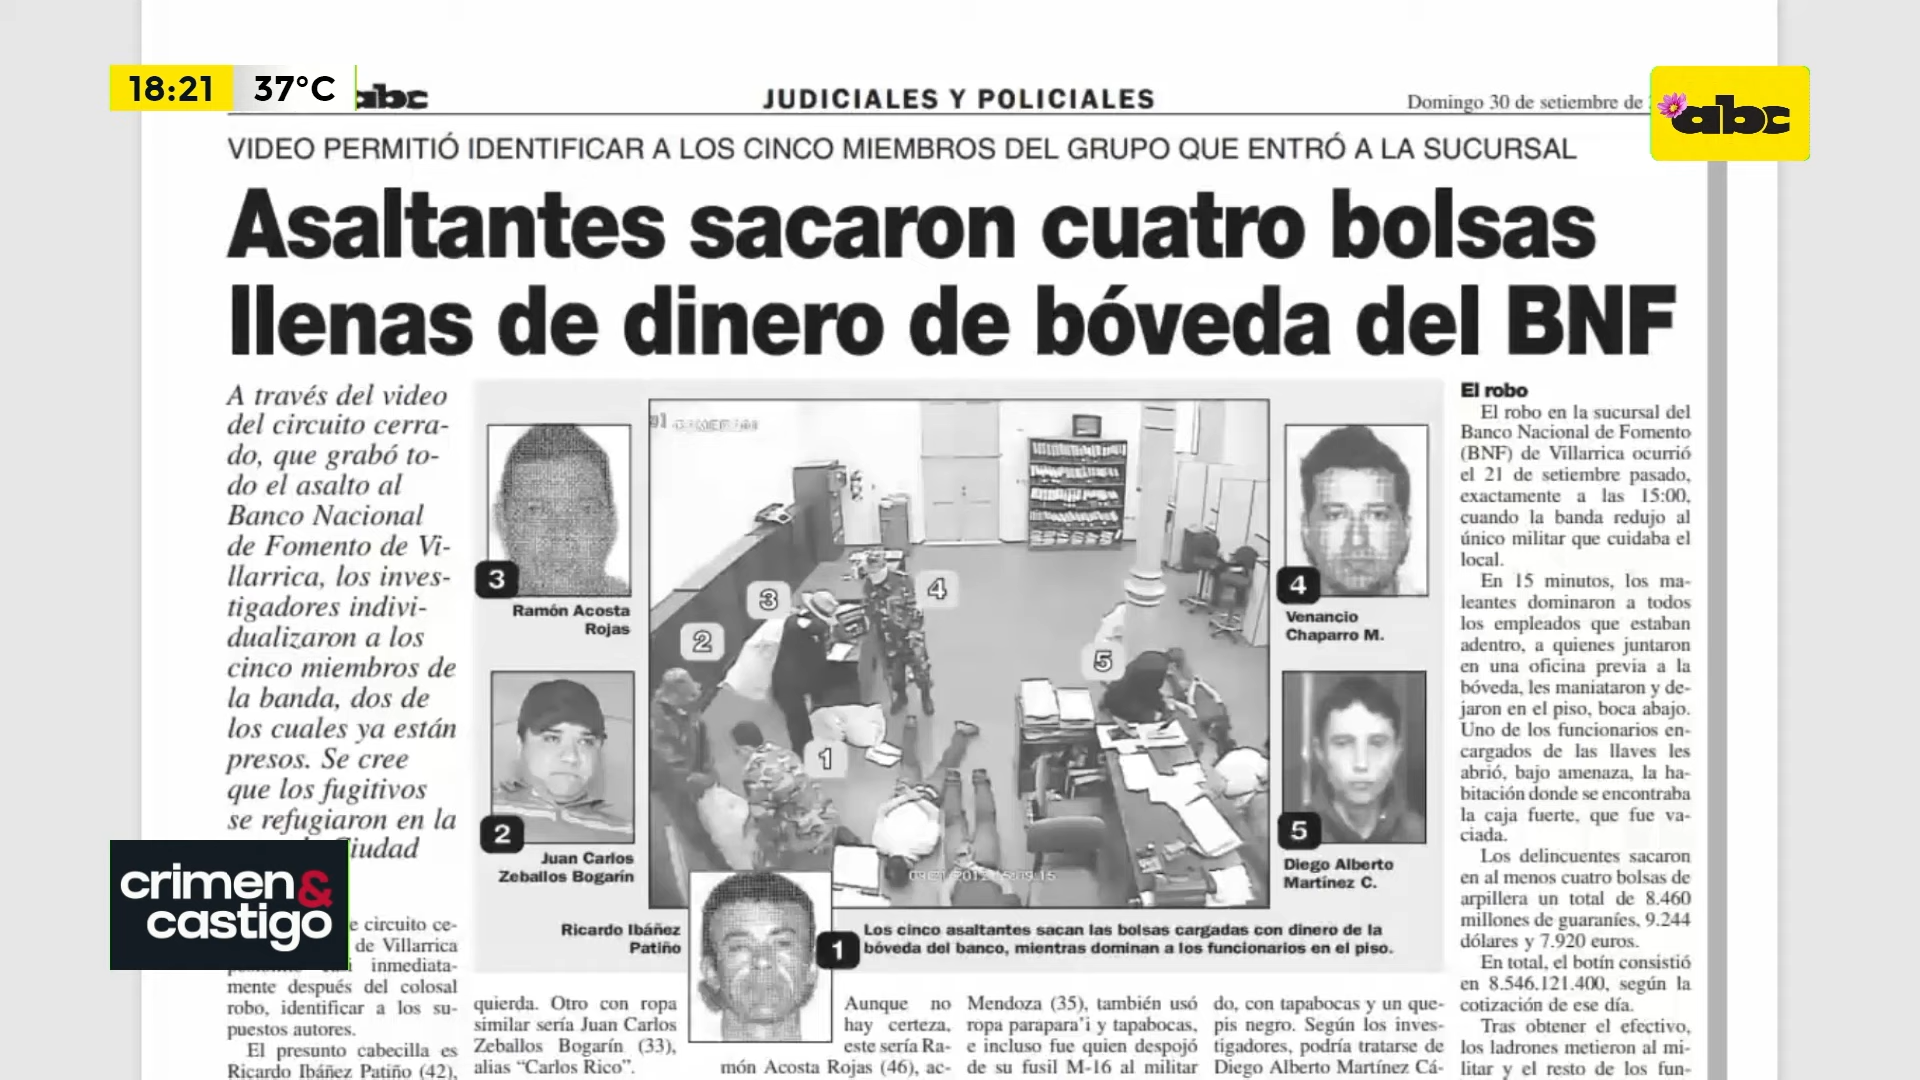 18:21 37°C
abc JUDICIALES Y POLICIALES Domingo 30 de setiembre de
abc
VIDEO PERMITIÓ IDENTIFICAR A LOS CINCO MIEMBROS DEL GRUPO QUE ENTRÓ A LA SUCURSAL
Asaltantes sacaron cuatro bolsas
llenas de dinero de bóveda del BNF
A través del video
del circuito cerra-
do, que grabó to-
do el asalto al
Banco Nacional
de Fomento de Vi-
llarrica, los inves-
tigadores indivi-
dualizaron a los
cinco miembros de
la banda, dos de
los cuales ya están
presos. Se cree
que los fugitivos
se refugiaron en la
Ciudad
crimen&
castigo
e circuito ce-
de Villarrica
inmediata-
mente después del colosal
robo, identificar a los su-
puestos autores.
El presunto cabecilla es
Ricardo Ibáñez Patiño (42),
3
Ramón Acosta
Rojas
2
Juan Carlos
Zeballos Bogarín
Ricardo Ibáñez
Patiño
1
2
3
4
5
1
4
Venancio
Chaparro M.
5
Diego Alberto
Martínez C.
Los cinco asaltantes sacan las bolsas cargadas con dinero de la
bóveda del banco, mientras dominan a los funcionarios en el piso.
quierda. Otro con ropa
similar sería Juan Carlos
Zeballos Bogarín (33),
alias “Carlos Rico”.
Aunque no
hay certeza,
este sería Ra-
món Acosta Rojas (46), ac-
Mendoza (35), también usó
ropa parapara’i y tapabocas,
e incluso fue quien despojó
de su fusil M-16 al militar
do, con tapabocas y un que-
pis negro. Según los inves-
tigadores, podría tratarse de
Diego Alberto Martínez Cá-
El robo
El robo en la sucursal del
Banco Nacional de Fomento
(BNF) de Villarrica ocurrió
el 21 de setiembre pasado,
exactamente a las 15:00,
cuando la banda redujo al
único militar que cuidaba el
local.
En 15 minutos, los ma-
leantes dominaron a todos
los empleados que estaban
adentro, a quienes juntaron
en una oficina previa a la
bóveda, les maniataron y de-
jaron en el piso, boca abajo.
Uno de los funcionarios en-
cargados de las llaves les
abrió, bajo amenaza, la ha-
bitación donde se encontraba
la caja fuerte, que fue va-
ciada.
Los delincuentes sacaron
en al menos cuatro bolsas de
arpillera un total de 8.460
millones de guaraníes, 9.244
dólares y 7.920 euros.
En total, el botín consistió
en 8.546.121.400, según la
cotización de ese día.
Tras obtener el efectivo,
los ladrones metieron al mi-
litar y el resto de los fun-